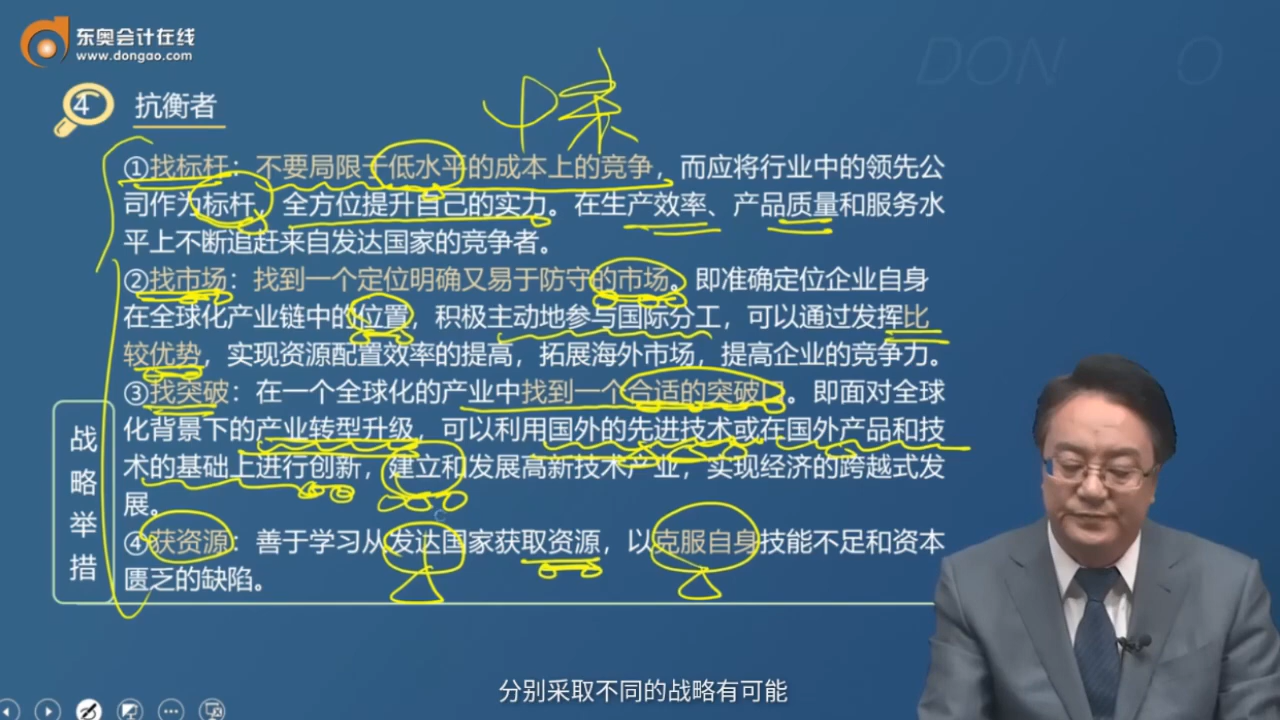 东奥会计在线
www.dongao.com
DON O
4 抗衡者
①找标杆：不要局限于低水平的成本上的竞争，而应将行业中的领先公
司作为标杆，全方位提升自己的实力。在生产效率、产品质量和服务水
平上不断追赶来自发达国家的竞争者。
②找市场：找到一个定位明确又易于防守的市场。即准确定位企业自身
在全球化产业链中的位置，积极主动地参与国际分工，可以通过发挥比
较优势，实现资源配置效率的提高，拓展海外市场，提高企业的竞争力。
③找突破：在一个全球化的产业中找到一个合适的突破口。即面对全球
化背景下的产业转型升级，可以利用国外的先进技术或在国外产品和技
术的基础上进行创新，建立和发展高新技术产业，实现经济的跨越式发
展。
④获资源：善于学习从发达国家获取资源，以克服自身技能不足和资本
匮乏的缺陷。
战略举措
分别采取不同的战略有可能